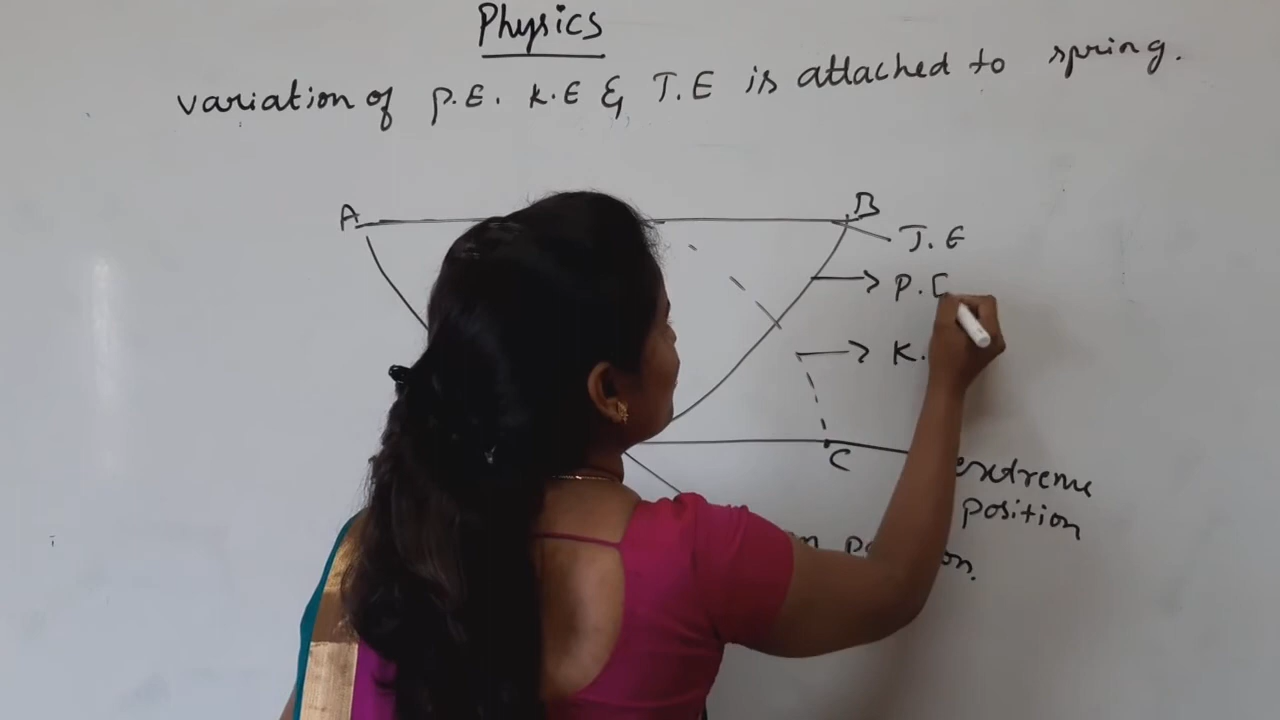 Physics
variation of P.E. K.E & T.E is attached to spring.
A
B
T.E
P.E
K.
C
extreme
position